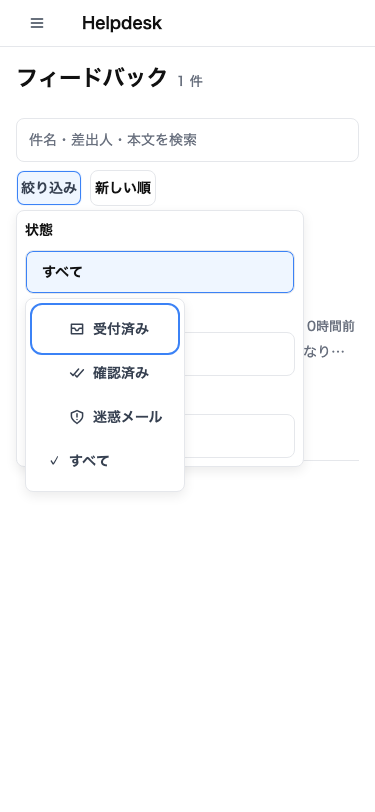 Helpdesk
フィードバック 1 件
件名・差出人・本文を検索
絞り込み 新しい順
状態
すべて
受付済み
0時間前
確認済み
なり…
迷惑メール
すべて